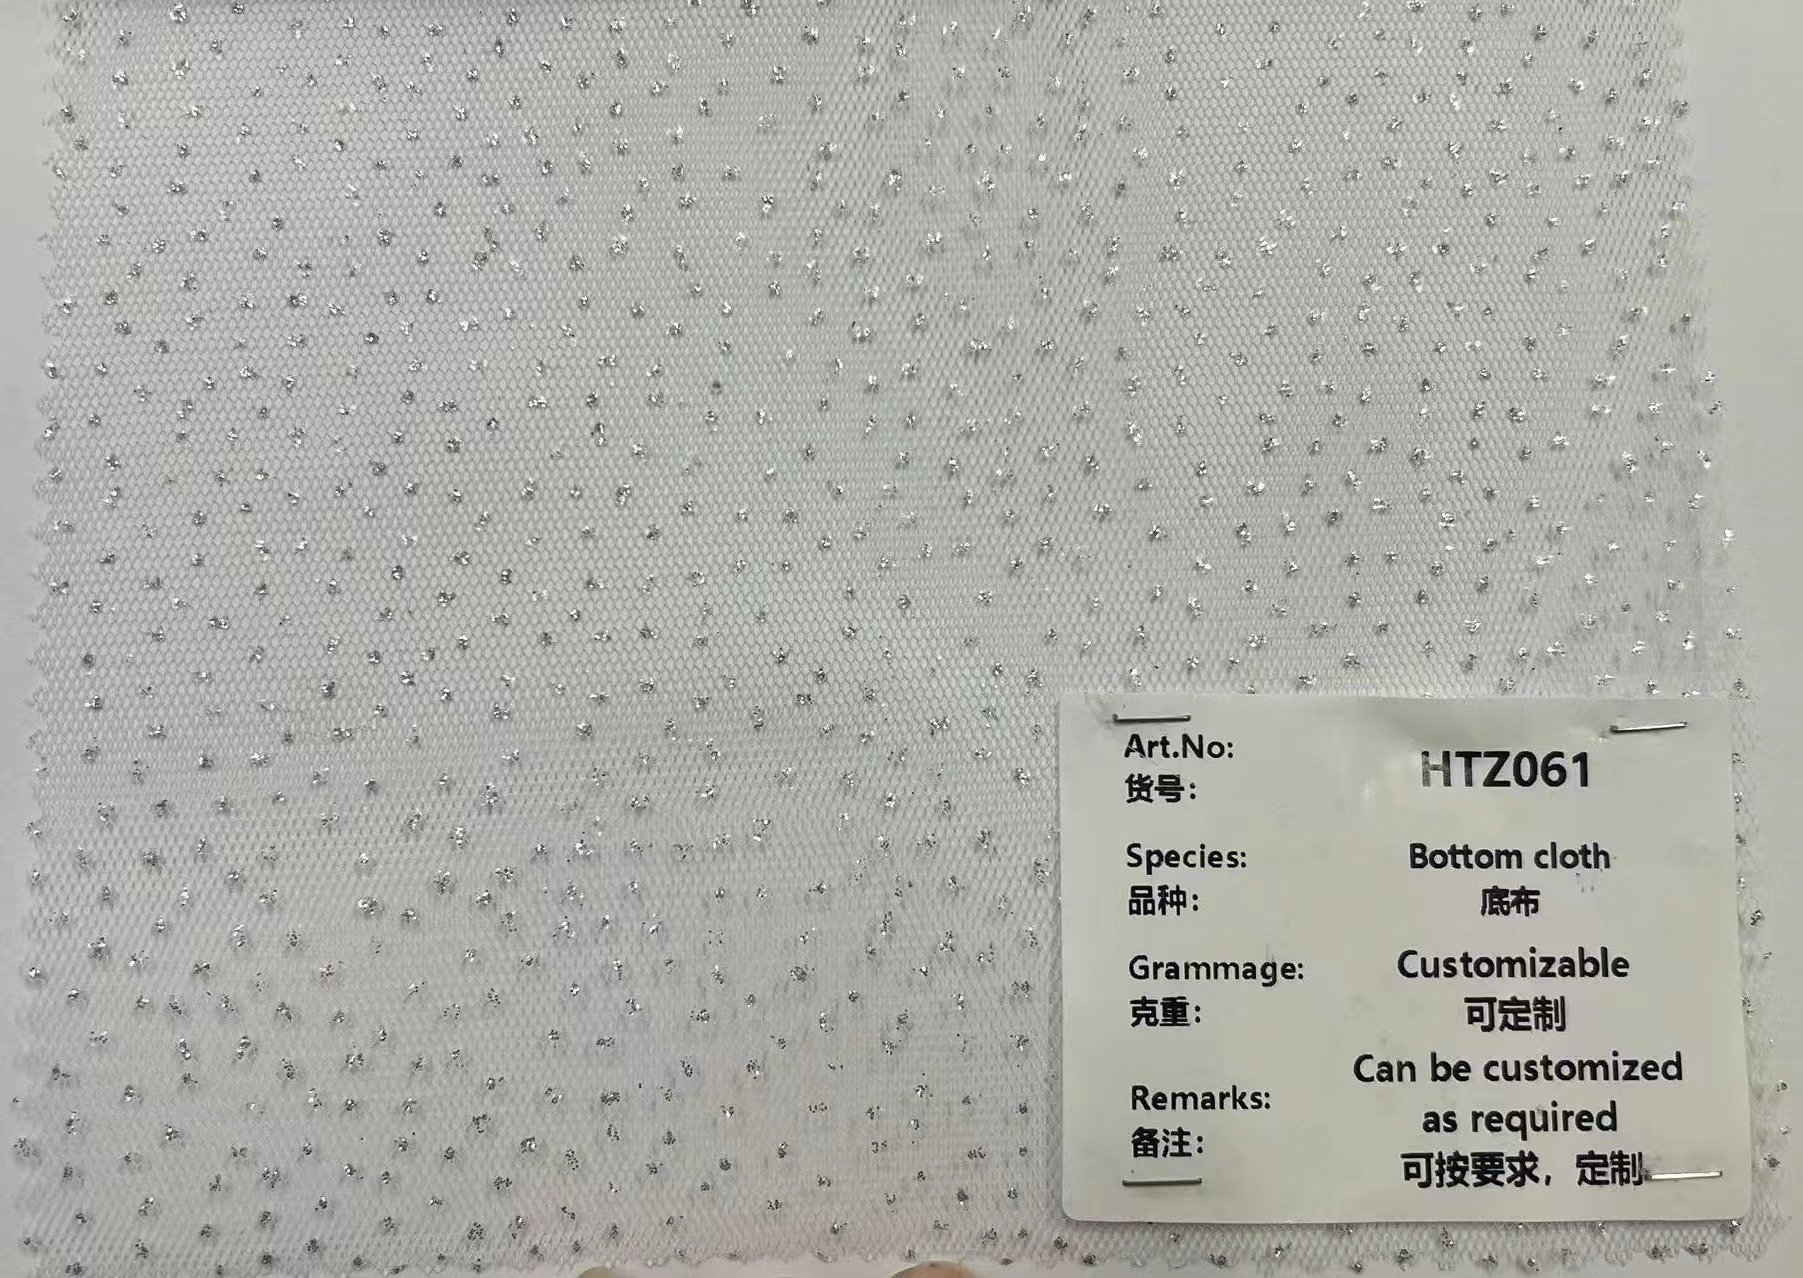 Art.No:
货号:
HTZ061
Species:
品种:
Bottom cloth
底布
Grammage:
克重:
Customizable
可定制
Remarks:
备注:
Can be customized
as required
可按要求，定制